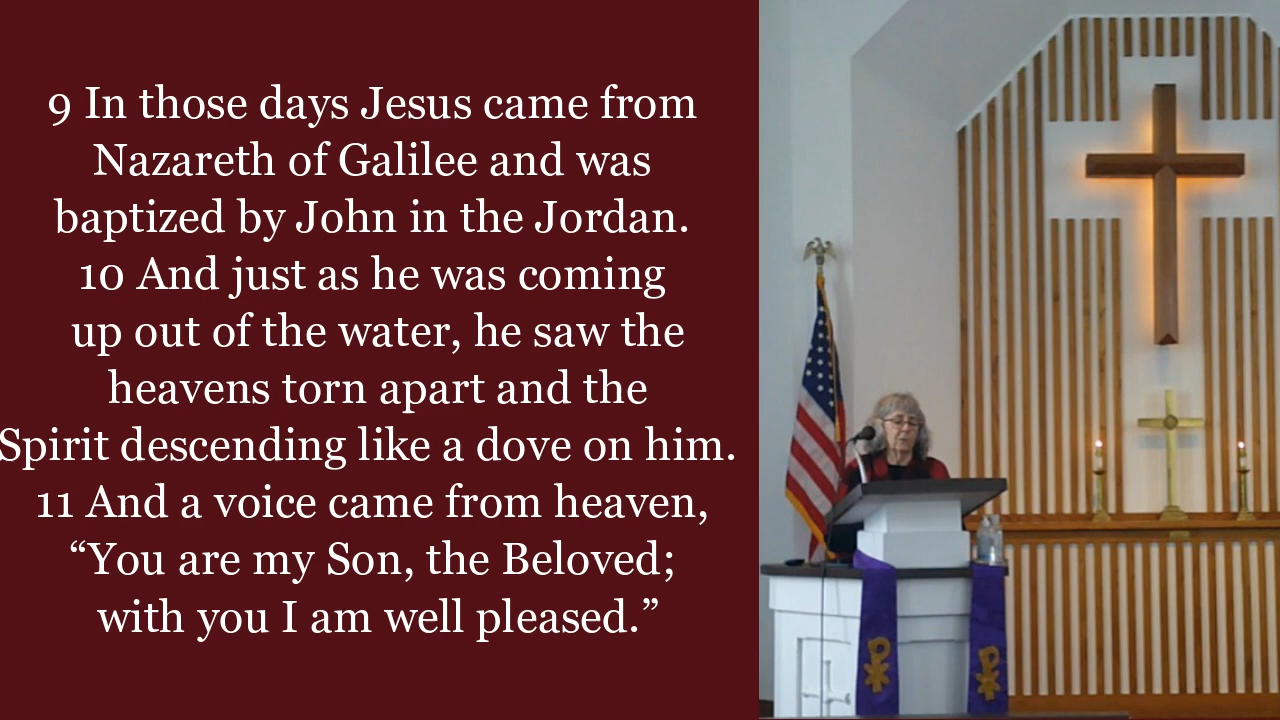 9 In those days Jesus came from
Nazareth of Galilee and was
baptized by John in the Jordan.
10 And just as he was coming
up out of the water, he saw the
heavens torn apart and the
Spirit descending like a dove on him.
11 And a voice came from heaven,
“You are my Son, the Beloved;
with you I am well pleased.”